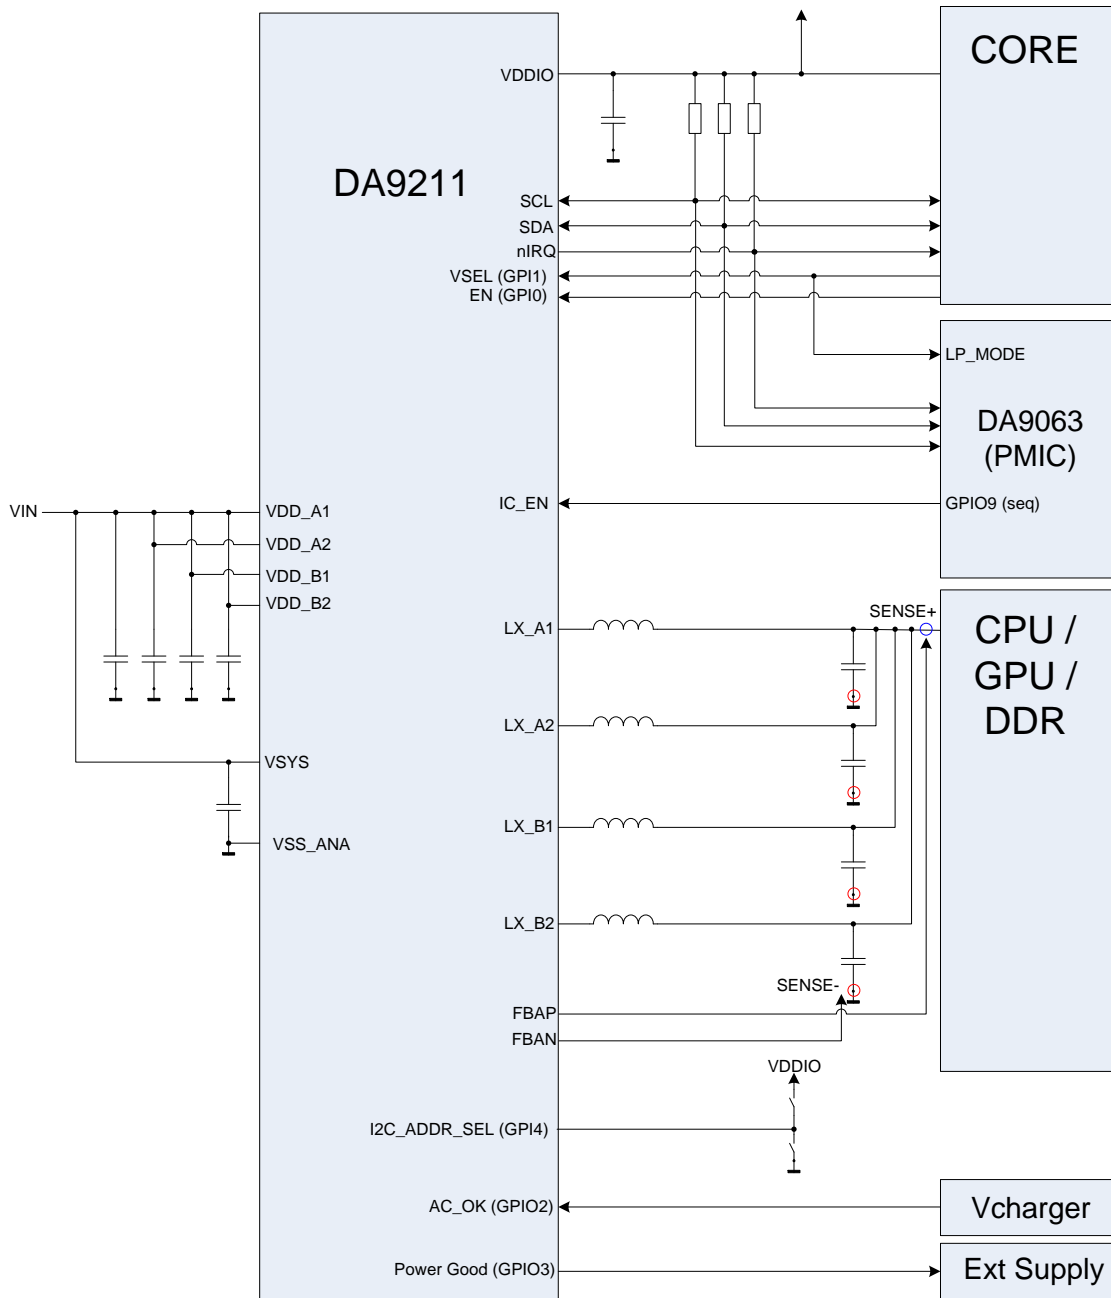 CORE
VDDIO
DA9211
SCL
SDA
nIRQ
VSEL (GPI1)
EN (GPI0)
LP_MODE
DA9063
(PMIC)
VIN
VDD_A1
IC_EN
GPIO9 (seq)
VDD_A2
VDD_B1
VDD_B2
SENSE+
LX_A1
CPU /
GPU /
DDR
LX_A2
VSYS
LX_B1
VSS_ANA
LX_B2
SENSE-
FBAP
FBAN
VDDIO
I2C_ADDR_SEL (GPI4)
AC_OK (GPIO2)
Vcharger
Power Good (GPIO3)
Ext Supply